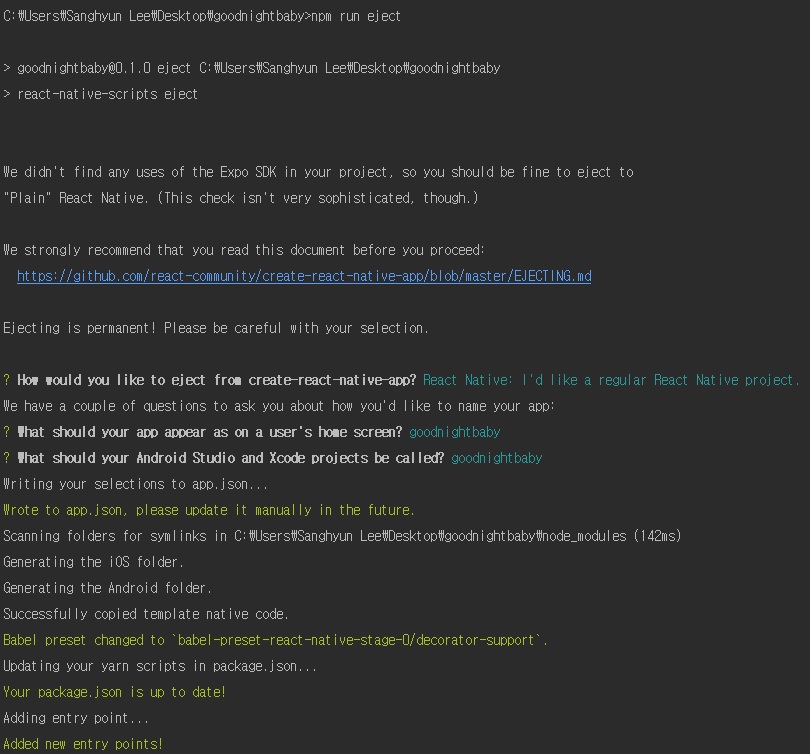 C:₩Users₩Sanghyun Lee₩Desktop₩goodnightbaby>npm run eject
> goodnightbaby@0.1.0 eject C:₩Users₩Sanghyun Lee₩Desktop₩goodnightbaby
> react-native-scripts eject
We didn't find any uses of the Expo SDK in your project, so you should be fine to eject to
"Plain" React Native. (This check isn't very sophisticated, though.)
We strongly recommend that you read this document before you proceed:
https://github.com/react-community/create-react-native-app/blob/master/EJECTING.md
Ejecting is permanent! Please be careful with your selection.
? How would you like to eject from create-react-native-app? React Native: I'd like a regular React Native project.
We have a couple of questions to ask you about how you'd like to name your app:
? What should your app appear as on a user's home screen? goodnightbaby
? What should your Android Studio and Xcode projects be called? goodnightbaby
Writing your selections to app.json...
Wrote to app.json, please update it manually in the future.
Scanning folders for symlinks in C:₩Users₩Sanghyun Lee₩Desktop₩goodnightbaby₩node_modules (142ms)
Generating the iOS folder.
Generating the Android folder.
Successfully copied template native code.
Babel preset changed to `babel-preset-react-native-stage-0/decorator-support`.
Updating your yarn scripts in package.json...
Your package.json is up to date!
Adding entry point...
Added new entry points!